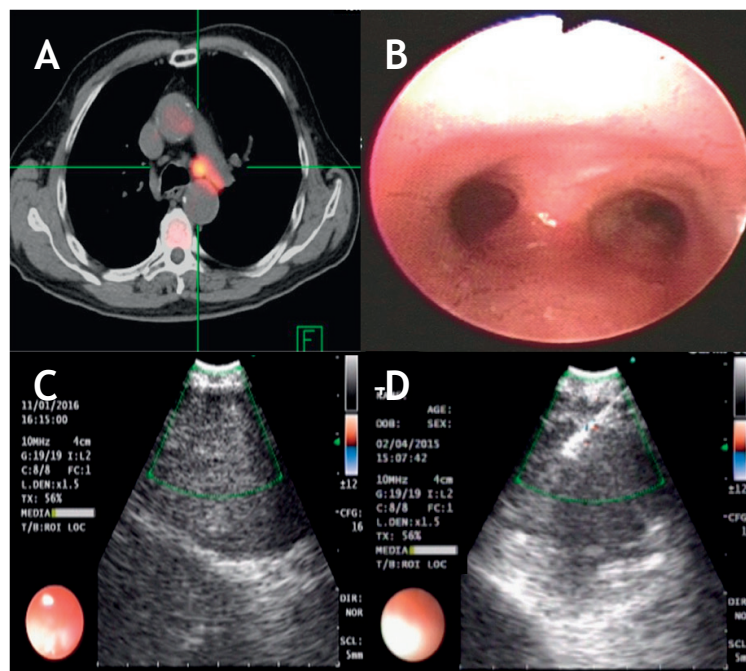 A
B
E
C
11/01/2016
16:15:00
10MHz 4cm
G:19/19 I:L2
C:8/8 FC:1
L.DEN:x1.5
TX: 56%
MEDIA
T/B:ROI LOC
±12
CFG:
16
DIR:
NOR
SCL:
5mm
D
AGE:
DOB: SEX:
02/04/2015
15:07:42
10MHz 4cm
G:19/19 I:L2
C:8/8 FC:1
L.DEN:x1.5
TX: 56%
MEDIA
T/B:ROI LOC
±12
CFG:
16
DIR:
NOR
SCL:
5m